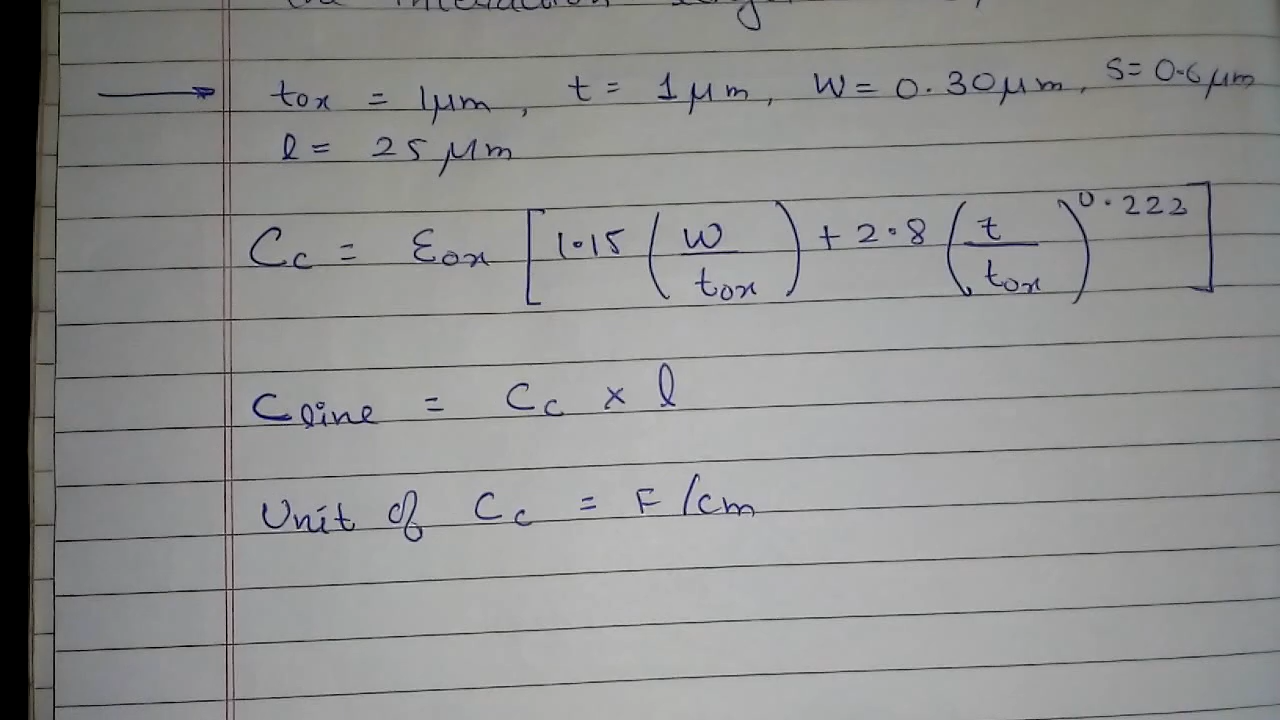 tox = 1μm, t = 1μm, W = 0.30μm, S = 0.6μm
l = 25μm
Cc = εox [1.15 (w/tox) + 2.8 (t/tox)^0.222]
Cline = Cc × l
Unit of Cc = F/cm